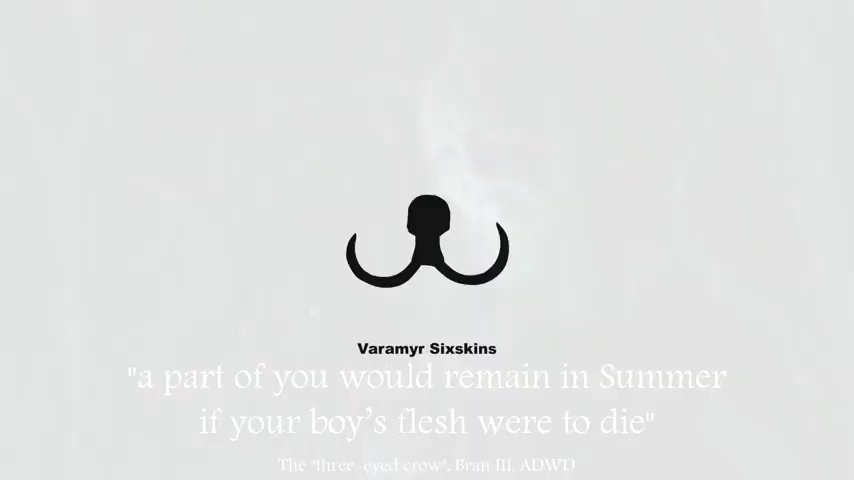 Varamyr Sixskins
"a part of you would remain in Summer
if your boy’s flesh were to die"
The "three-eyed crow", Bran III, ADWD